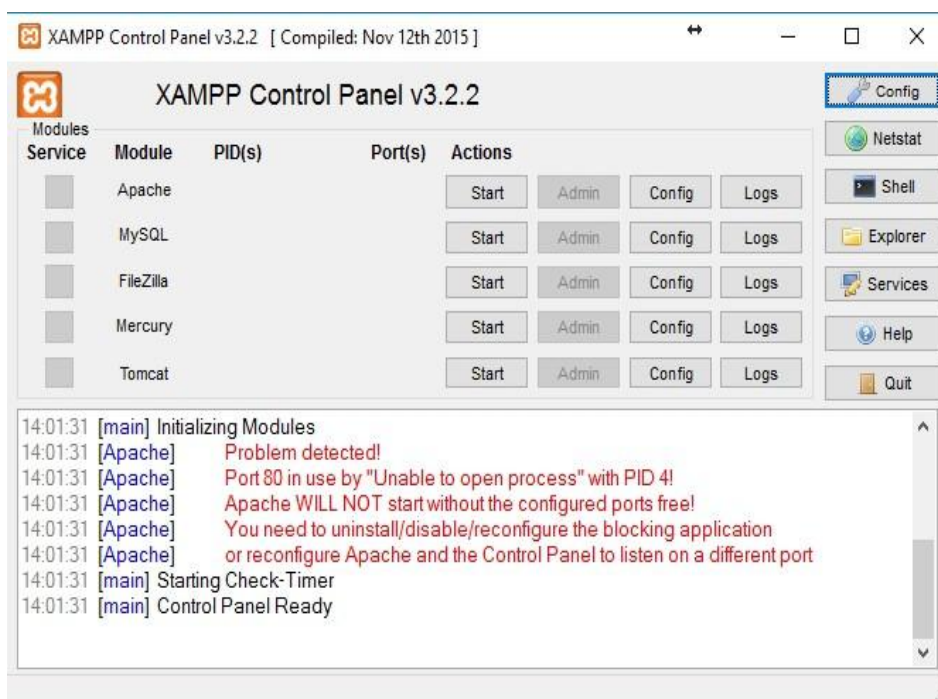 XAMPP Control Panel v3.2.2 [ Compiled: Nov 12th 2015 ]
XAMPP Control Panel v3.2.2
Config
Modules
Service Module PID(s) Port(s) Actions
Netstat
Apache Start Admin Config Logs
Shell
MySQL Start Admin Config Logs
Explorer
FileZilla Start Admin Config Logs
Services
Mercury Start Admin Config Logs
Help
Tomcat Start Admin Config Logs
Quit
14:01:31 [main] Initializing Modules
14:01:31 [Apache] Problem detected!
14:01:31 [Apache] Port 80 in use by "Unable to open process" with PID 4!
14:01:31 [Apache] Apache WILL NOT start without the configured ports free!
14:01:31 [Apache] You need to uninstall/disable/reconfigure the blocking application
14:01:31 [Apache] or reconfigure Apache and the Control Panel to listen on a different port
14:01:31 [main] Starting Check-Timer
14:01:31 [main] Control Panel Ready